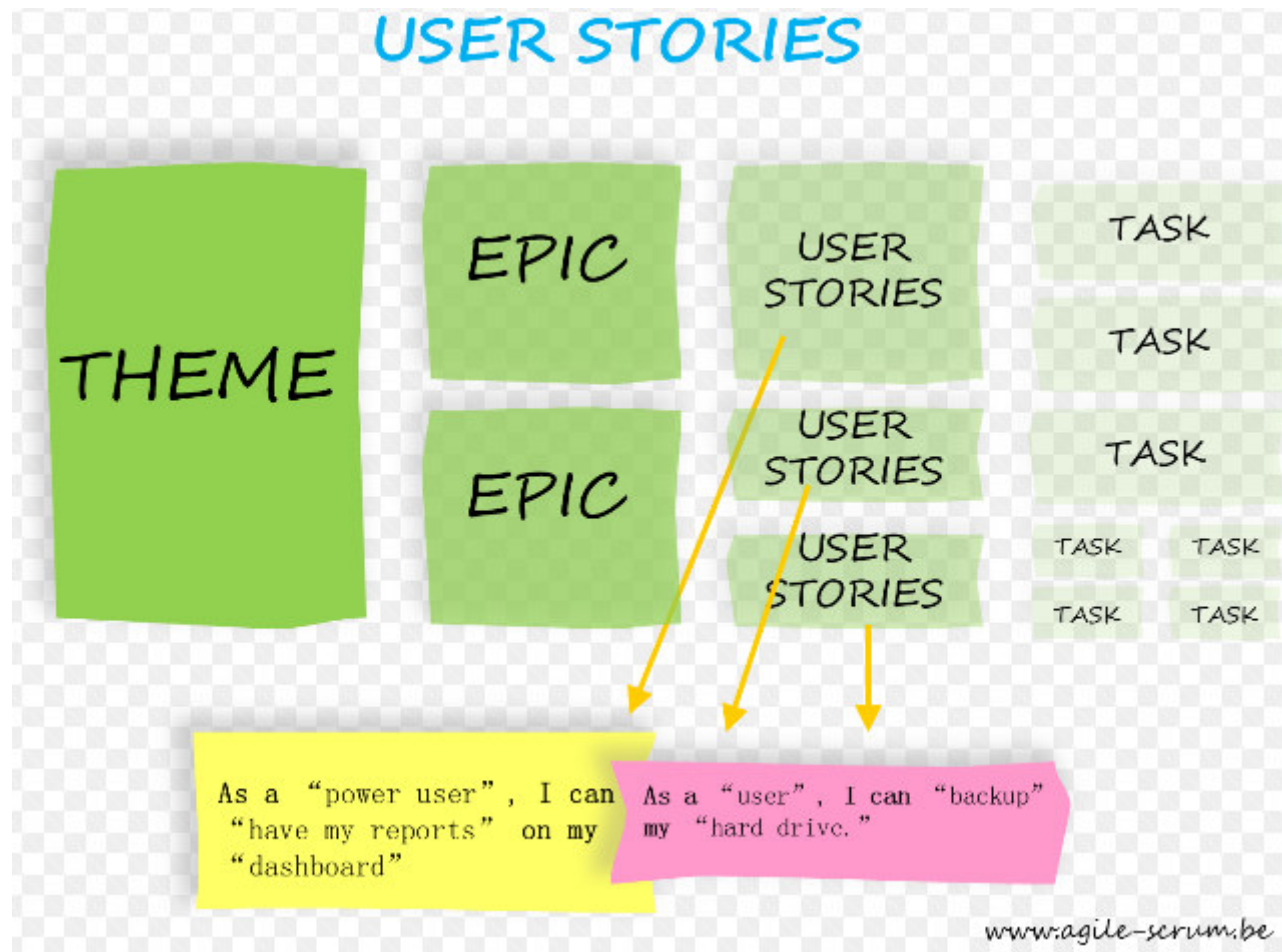 USER STORIES
THEME
EPIC
EPIC
USER
STORIES
USER
STORIES
USER
STORIES
TASK
TASK
TASK
TASK TASK
TASK TASK
As a “power user”, I can
“have my reports” on my
“dashboard”
As a “user”, I can “backup”
my “hard drive.”
www.agile-scrum.be